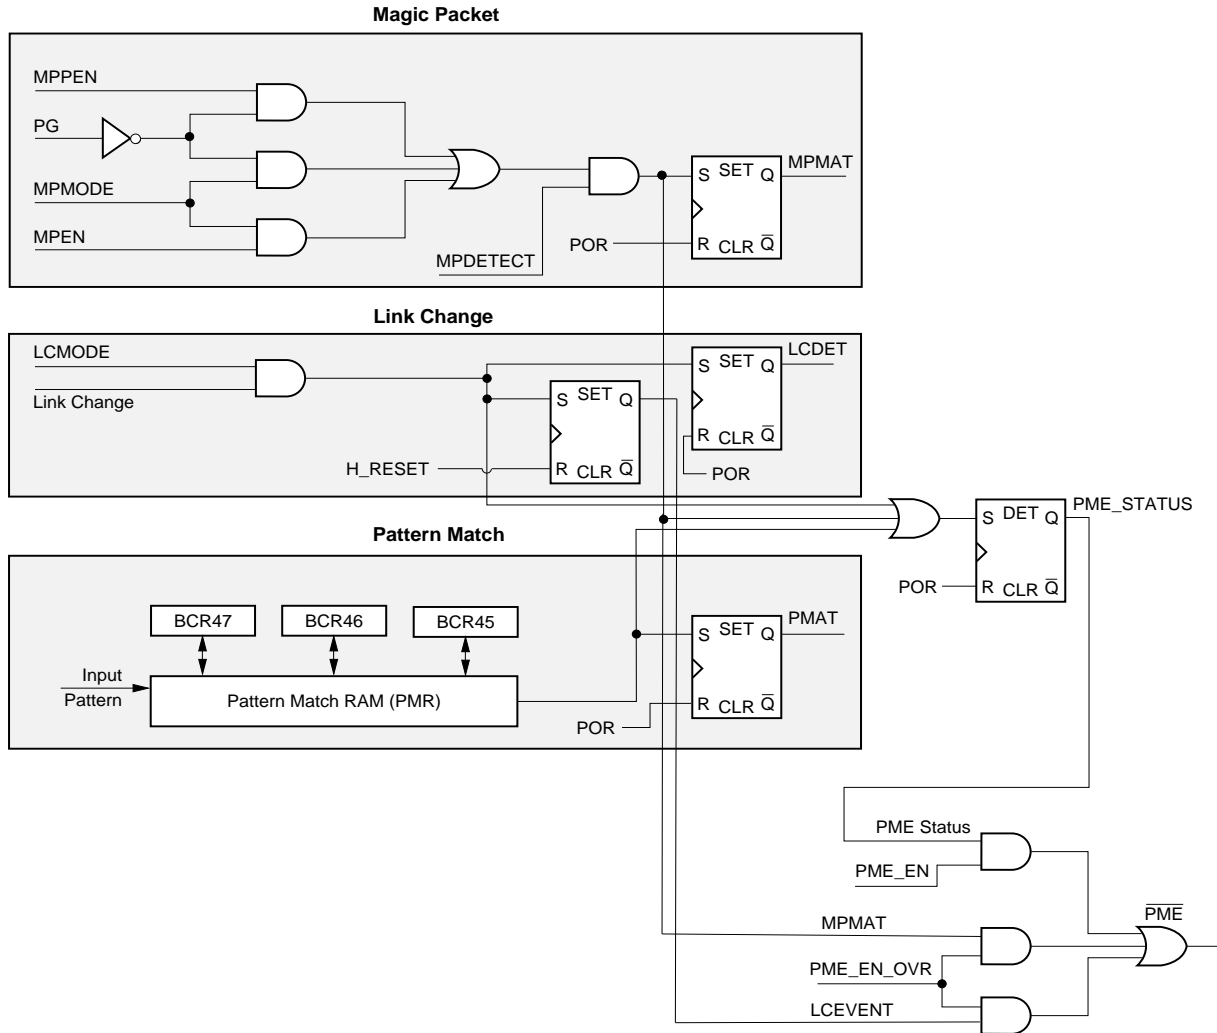 Magic Packet
MPPEN
PG
MPMODE
MPEN
MPDETECT
POR
S SET Q
R CLR Q̅
MPMAT
Link Change
LCMODE
Link Change
H_RESET
S SET Q
R CLR Q̅
S SET Q
R CLR Q̅
LCDET
POR
Pattern Match
BCR47
BCR46
BCR45
Input
Pattern
Pattern Match RAM (PMR)
POR
S SET Q
R CLR Q̅
PMAT
POR
S DET Q
R CLR Q̅
PME_STATUS
PME Status
PME_EN
MPMAT
PME_EN_OVR
LCEVENT
P̅M̅E̅